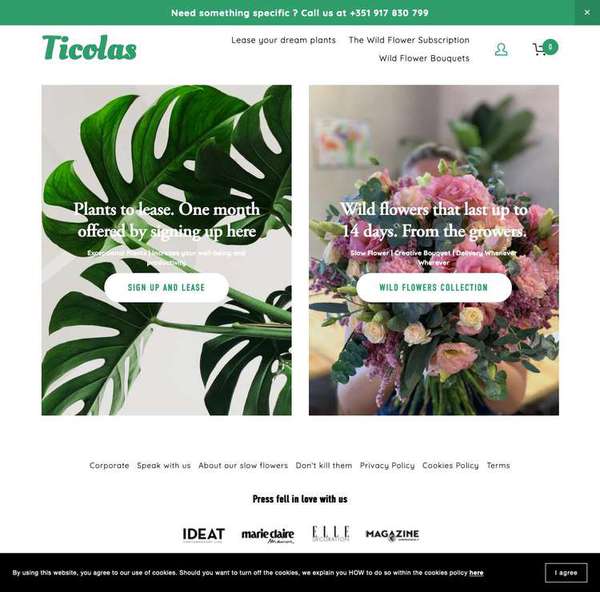 Need something specific ? Call us at +351 917 830 799
×
Ticolas
Lease your dream plants The Wild Flower Subscription
Wild Flower Bouquets
0
Plants to lease. One month
offered by signing up here
Exceptional Plants | Increase your well-being and
productivity
SIGN UP AND LEASE
Wild flowers that last up to
14 days. From the growers.
Slow Flower | Creative Bouquet | Delivery Whenever
Wherever
WILD FLOWERS COLLECTION
Corporate Speak with us About our slow flowers Don't kill them Privacy Policy Cookies Policy Terms
Press fell in love with us
IDEAT
marie claire
ELLE
DECORATION
MAGAZINE
By using this website, you agree to our use of cookies. Should you want to turn off the cookies, we explain you HOW to do so within the cookies policy here
I agree